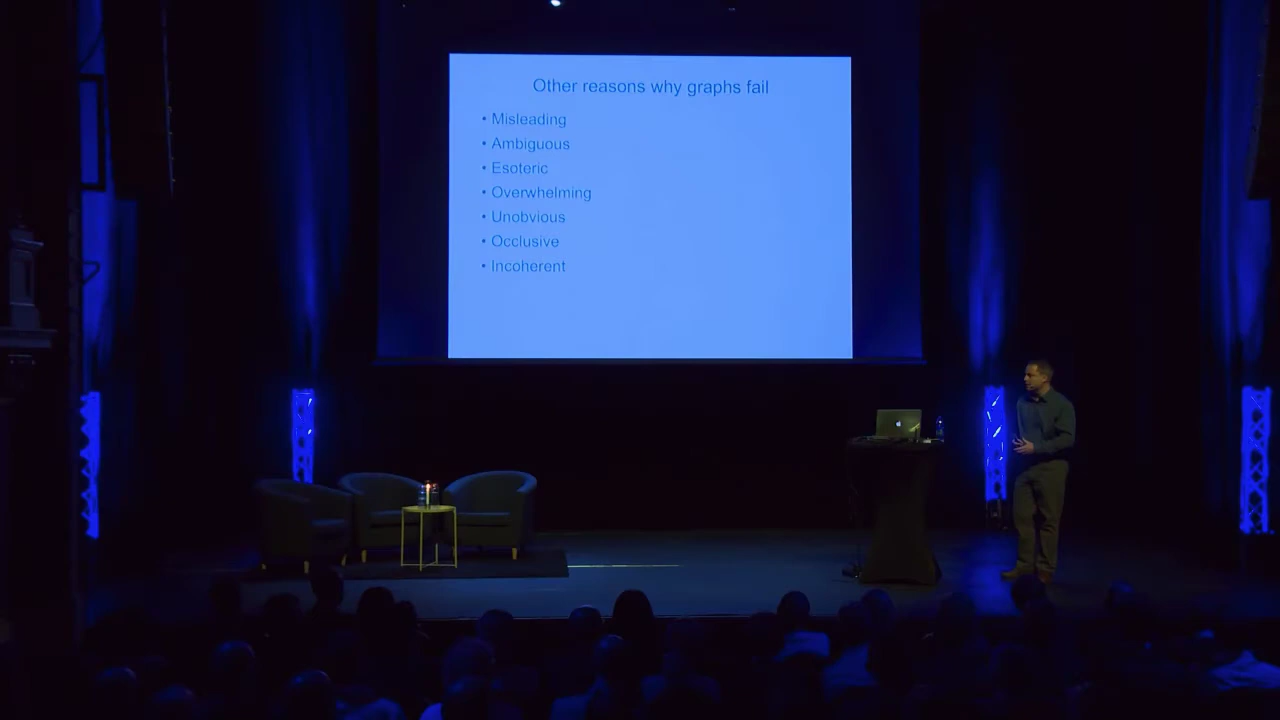 Other reasons why graphs fail
• Misleading
• Ambiguous
• Esoteric
• Overwhelming
• Unobvious
• Occlusive
• Incoherent